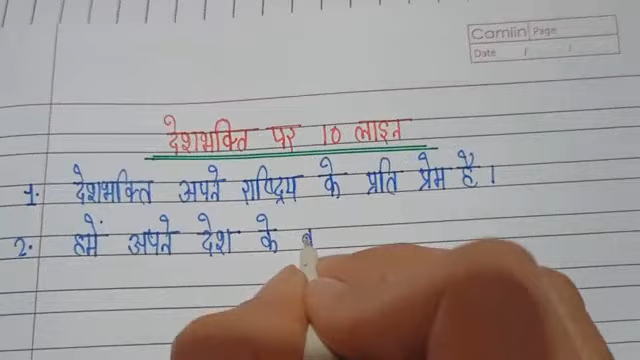 Camlin Page
Date / /
देशभक्ति पर 10 लाइन
1. देशभक्ति अपने राष्ट्रिय के प्रति प्रेम है।
2. हमें अपने देश के